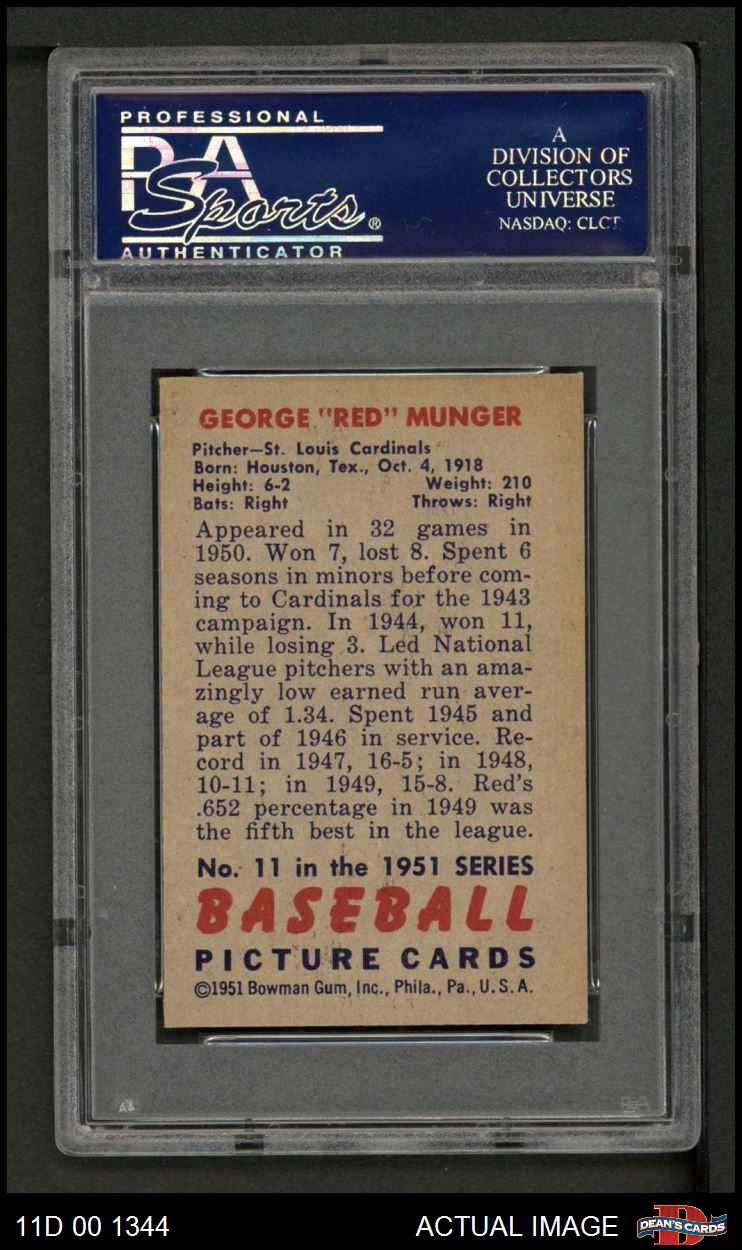 PROFESSIONAL
PSA
Sports®
AUTHENTICATOR
A
DIVISION OF
COLLECTORS
UNIVERSE
NASDAQ: CLCT
GEORGE "RED" MUNGER
Pitcher—St. Louis Cardinals
Born: Houston, Tex., Oct. 4, 1918
Height: 6-2 Weight: 210
Bats: Right Throws: Right
Appeared in 32 games in
1950. Won 7, lost 8. Spent 6
seasons in minors before com-
ing to Cardinals for the 1943
campaign. In 1944, won 11,
while losing 3. Led National
League pitchers with an ama-
zingly low earned run aver-
age of 1.34. Spent 1945 and
part of 1946 in service. Re-
cord in 1947, 16-5; in 1948,
10-11; in 1949, 15-8. Red's
.652 percentage in 1949 was
the fifth best in the league.
No. 11 in the 1951 SERIES
BASEBALL
PICTURE CARDS
©1951 Bowman Gum, Inc., Phila., Pa., U.S.A.
11D 00 1344 ACTUAL IMAGE
DEAN'S CARDS